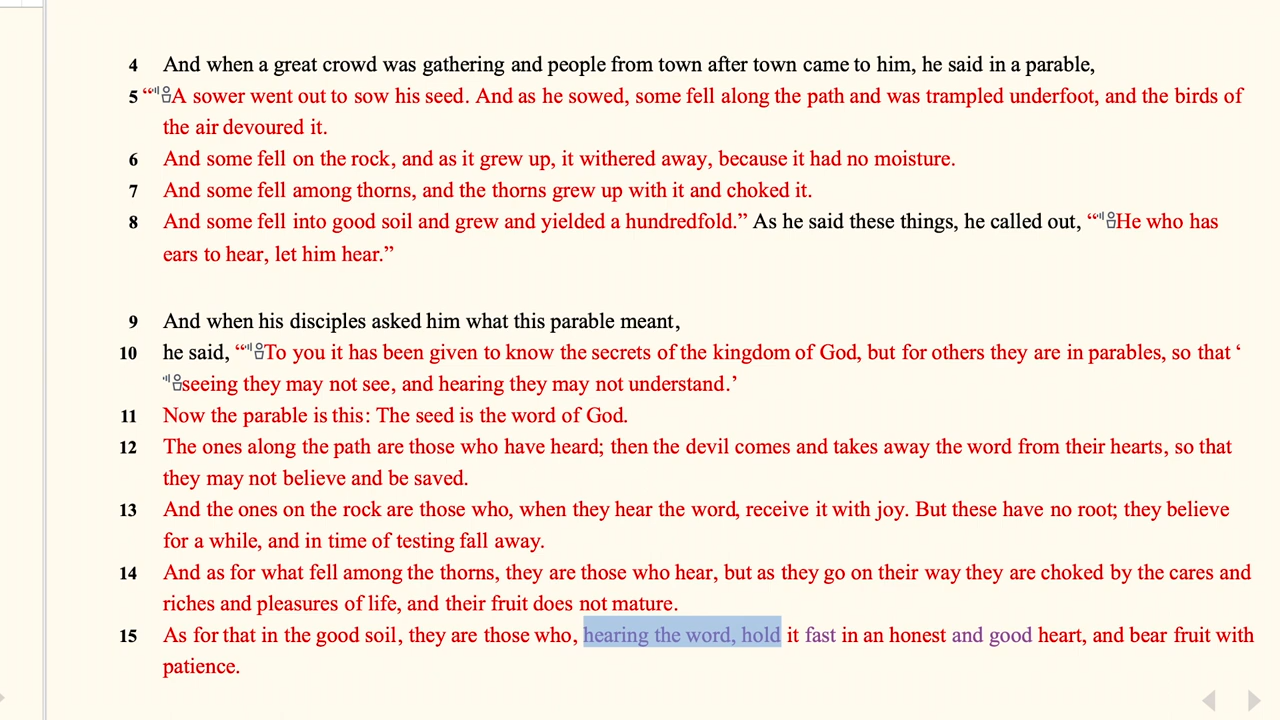 4 And when a great crowd was gathering and people from town after town came to him, he said in a parable,
5 “A sower went out to sow his seed. And as he sowed, some fell along the path and was trampled underfoot, and the birds of
the air devoured it.
6 And some fell on the rock, and as it grew up, it withered away, because it had no moisture.
7 And some fell among thorns, and the thorns grew up with it and choked it.
8 And some fell into good soil and grew and yielded a hundredfold.” As he said these things, he called out, “He who has
ears to hear, let him hear.”
9 And when his disciples asked him what this parable meant,
10 he said, “To you it has been given to know the secrets of the kingdom of God, but for others they are in parables, so that ‘
seeing they may not see, and hearing they may not understand.’
11 Now the parable is this: The seed is the word of God.
12 The ones along the path are those who have heard; then the devil comes and takes away the word from their hearts, so that
they may not believe and be saved.
13 And the ones on the rock are those who, when they hear the word, receive it with joy. But these have no root; they believe
for a while, and in time of testing fall away.
14 And as for what fell among the thorns, they are those who hear, but as they go on their way they are choked by the cares and
riches and pleasures of life, and their fruit does not mature.
15 As for that in the good soil, they are those who, hearing the word, hold it fast in an honest and good heart, and bear fruit with
patience.